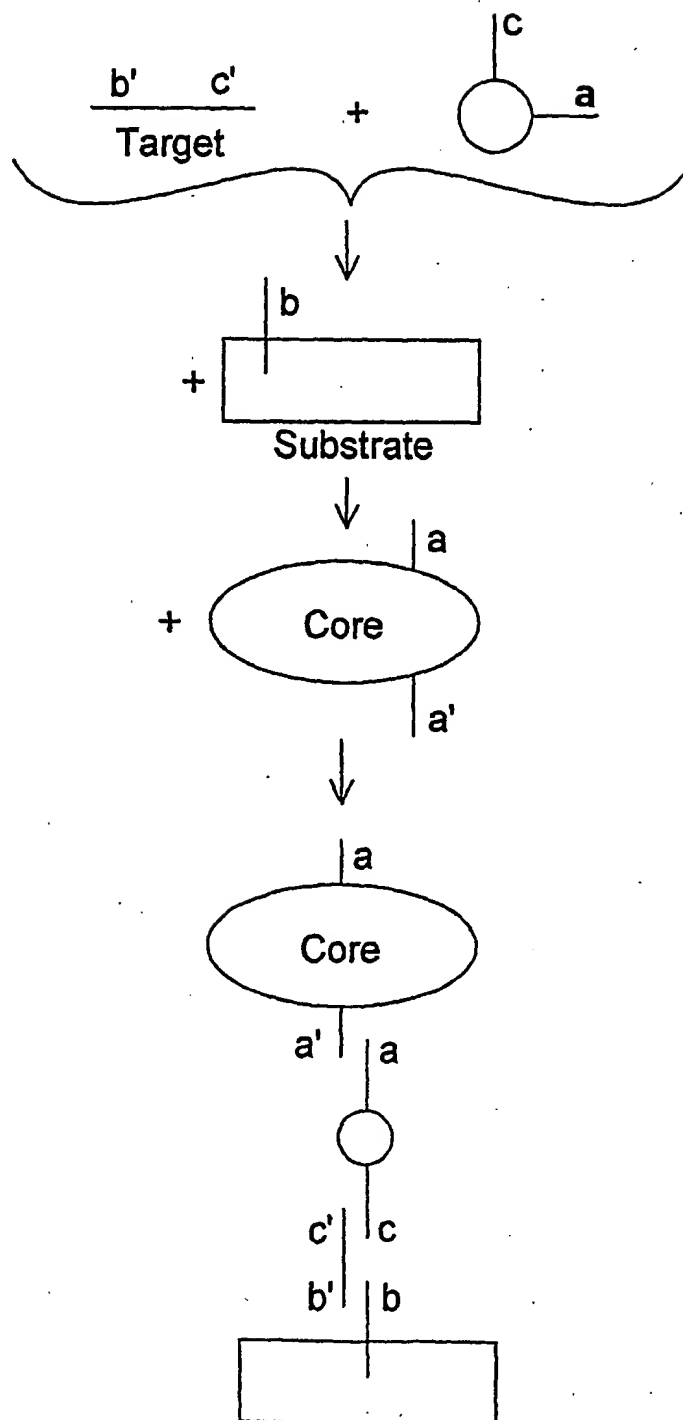 c
b' c' + a
Target
b
+
Substrate
a
+ Core
a'
a
Core
a' a
c' c
b' b